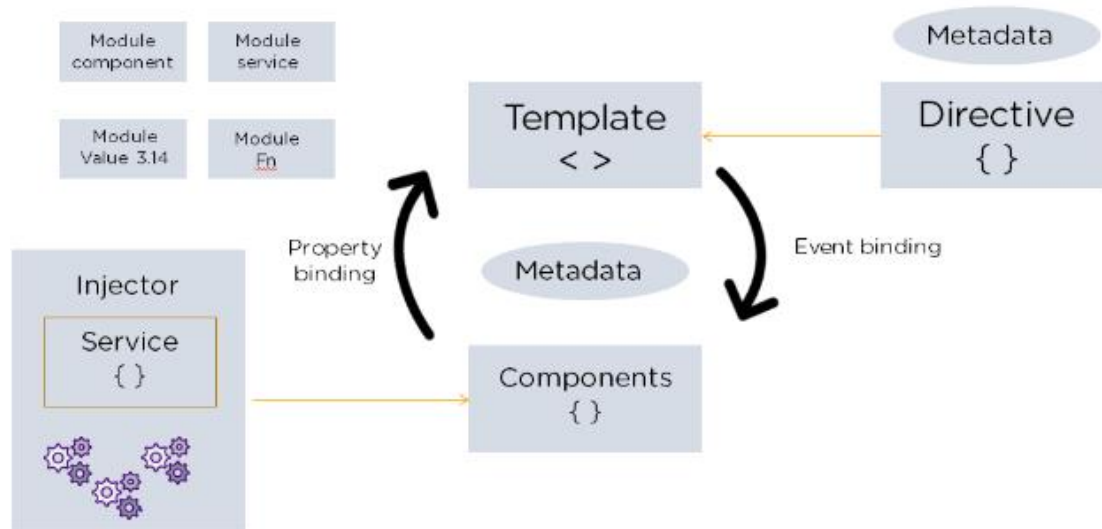 Module
component
Module
service
Module
Value 3.14
Module
Fn
Template
< >
Metadata
Directive
{ }
Property
binding
Event binding
Metadata
Injector
Service
{ }
Components
{ }